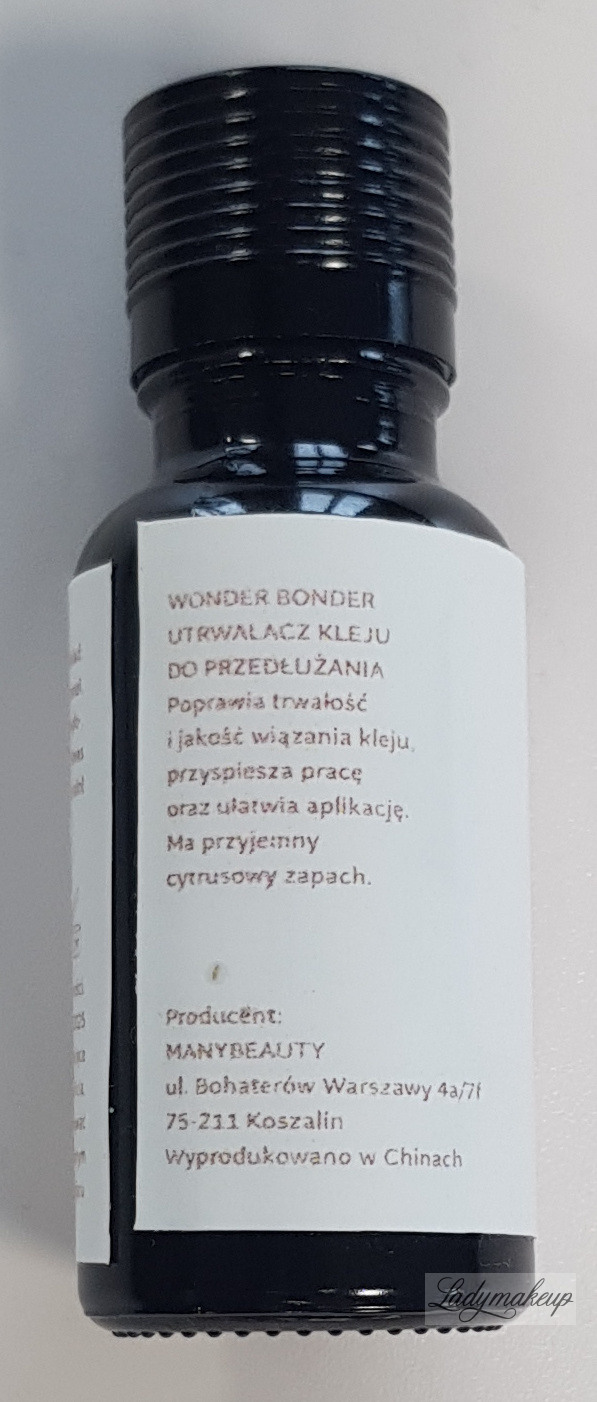 WONDER BONDER
UTRWALACZ KLEJU
DO PRZEDŁUŻANIA
Poprawia trwałość
i jakość wiązania kleju,
przyspiesza pracę
oraz ułatwia aplikację.
Ma przyjemny
cytrusowy zapach.
Producent:
MANYBEAUTY
ul. Bohaterów Warszawy 4a/7f
75-211 Koszalin
Wyprodukowano w Chinach
Ladymakeup